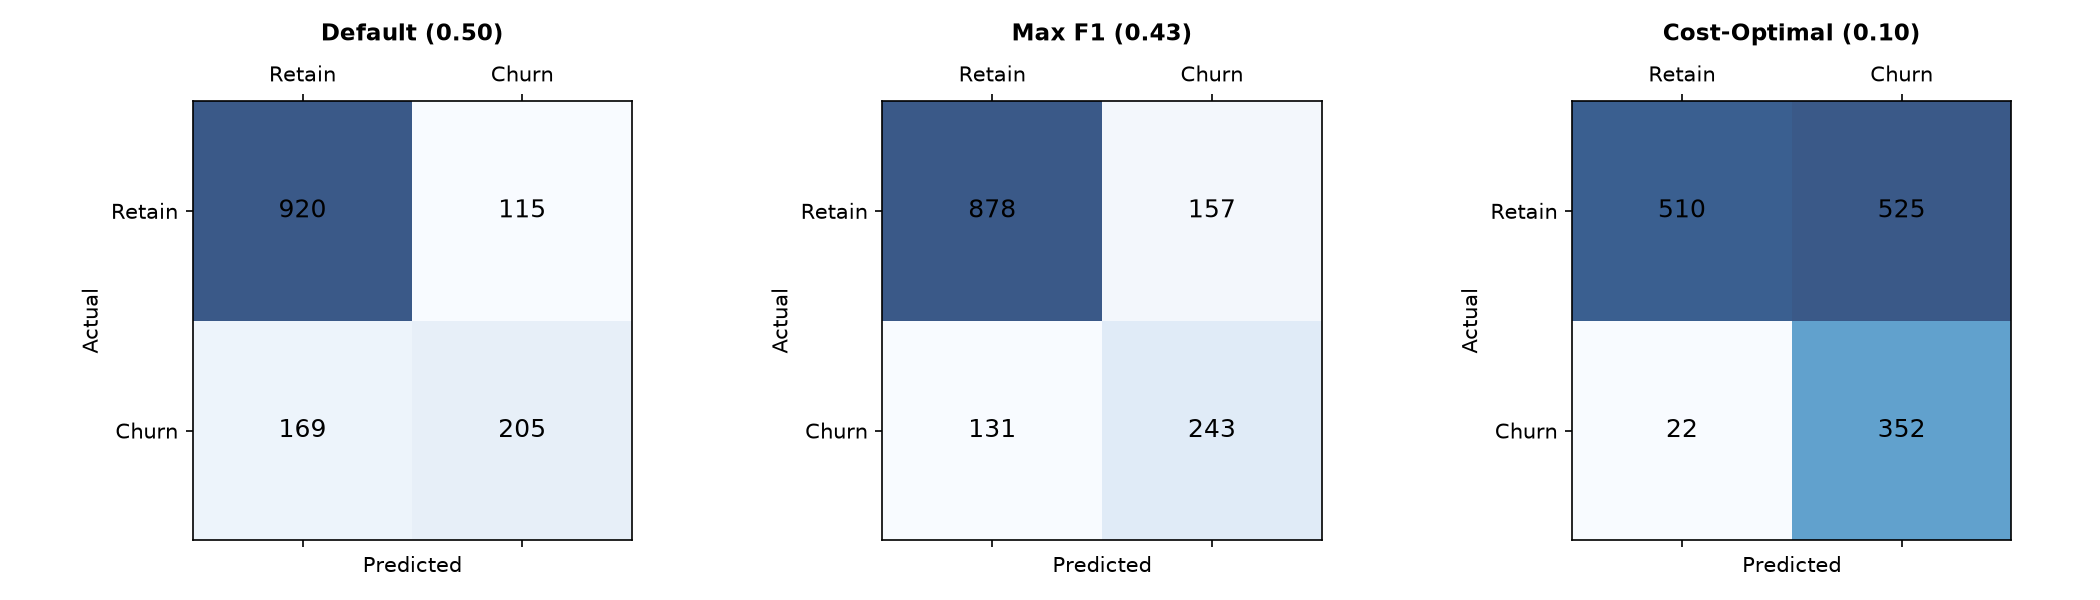 Default (0.50)
Retain Churn
Retain 920 115
Churn 169 205
Actual
Predicted
Max F1 (0.43)
Retain Churn
Retain 878 157
Churn 131 243
Actual
Predicted
Cost-Optimal (0.10)
Retain Churn
Retain 510 525
Churn 22 352
Actual
Predicted